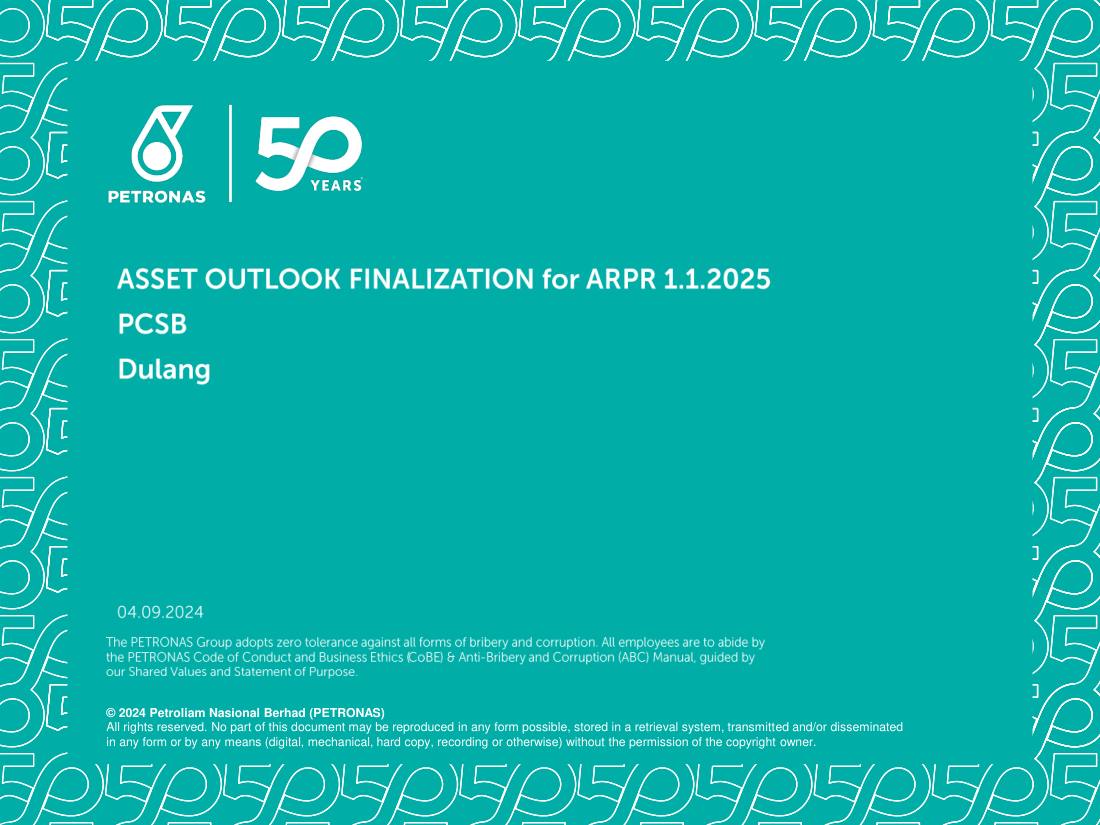 PETRONAS
50
YEARS
ASSET OUTLOOK FINALIZATION for ARPR 1.1.2025
PCSB
Dulang
04.09.2024
The PETRONAS Group adopts zero tolerance against all forms of bribery and corruption. All employees are to abide by
the PETRONAS Code of Conduct and Business Ethics (CoBE) & Anti-Bribery and Corruption (ABC) Manual, guided by
our Shared Values and Statement of Purpose.
© 2024 Petroliam Nasional Berhad (PETRONAS)
All rights reserved. No part of this document may be reproduced in any form possible, stored in a retrieval system, transmitted and/or disseminated
in any form or by any means (digital, mechanical, hard copy, recording or otherwise) without the permission of the copyright owner.